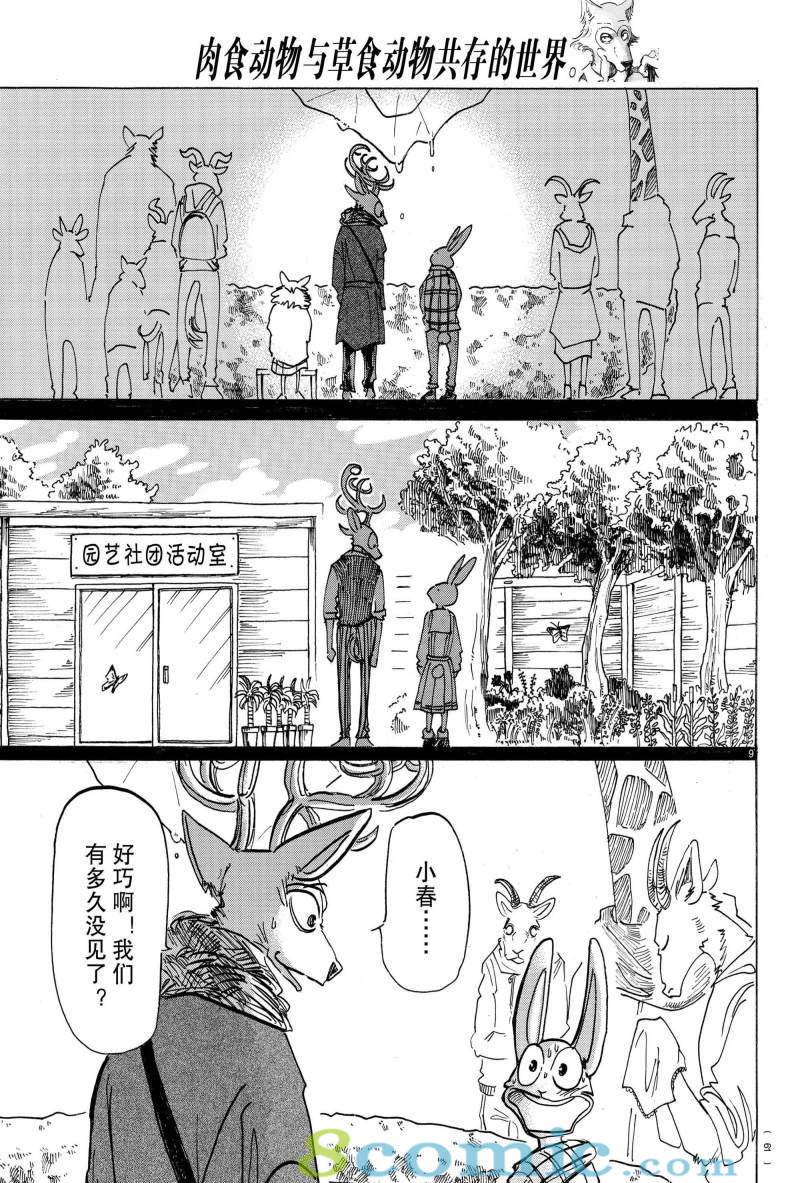 肉食动物与草食动物共存的世界
园艺社团活动室
9
小春……
好巧啊！我们
有多久没见了？
( 19 )
8comic.com